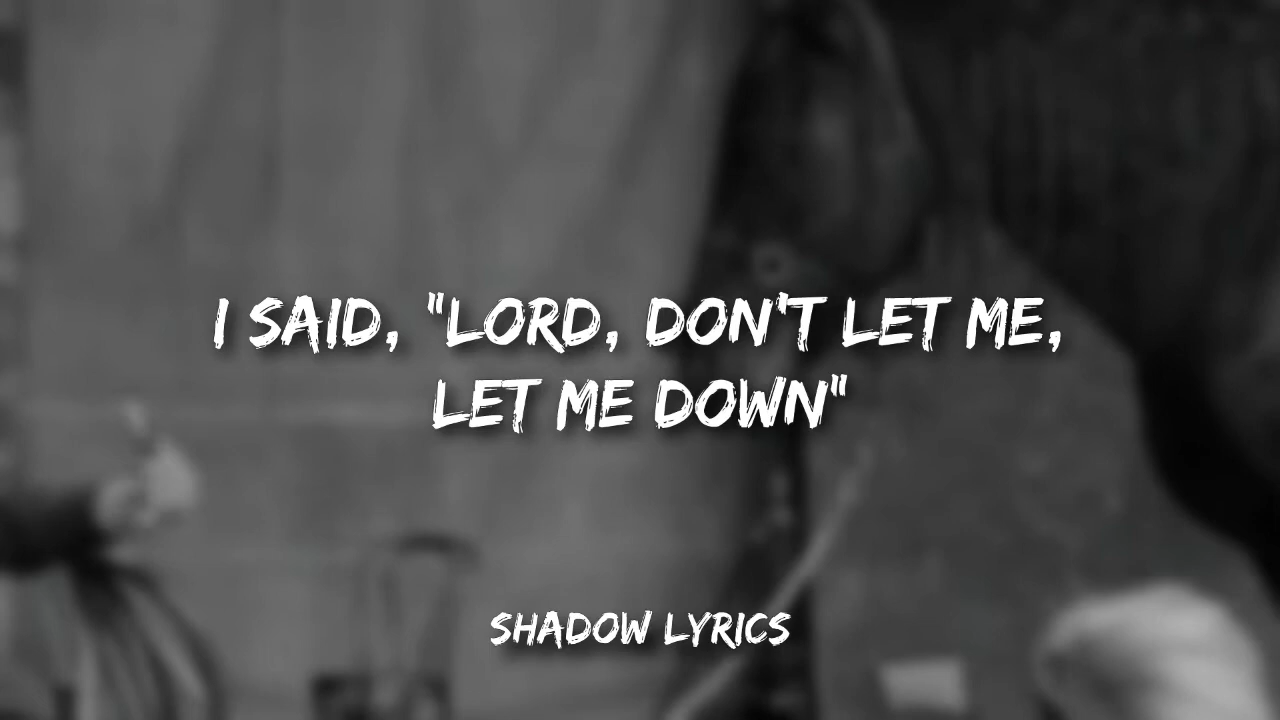 I SAID, "LORD, DON'T LET ME,
LET ME DOWN"
SHADOW LYRICS